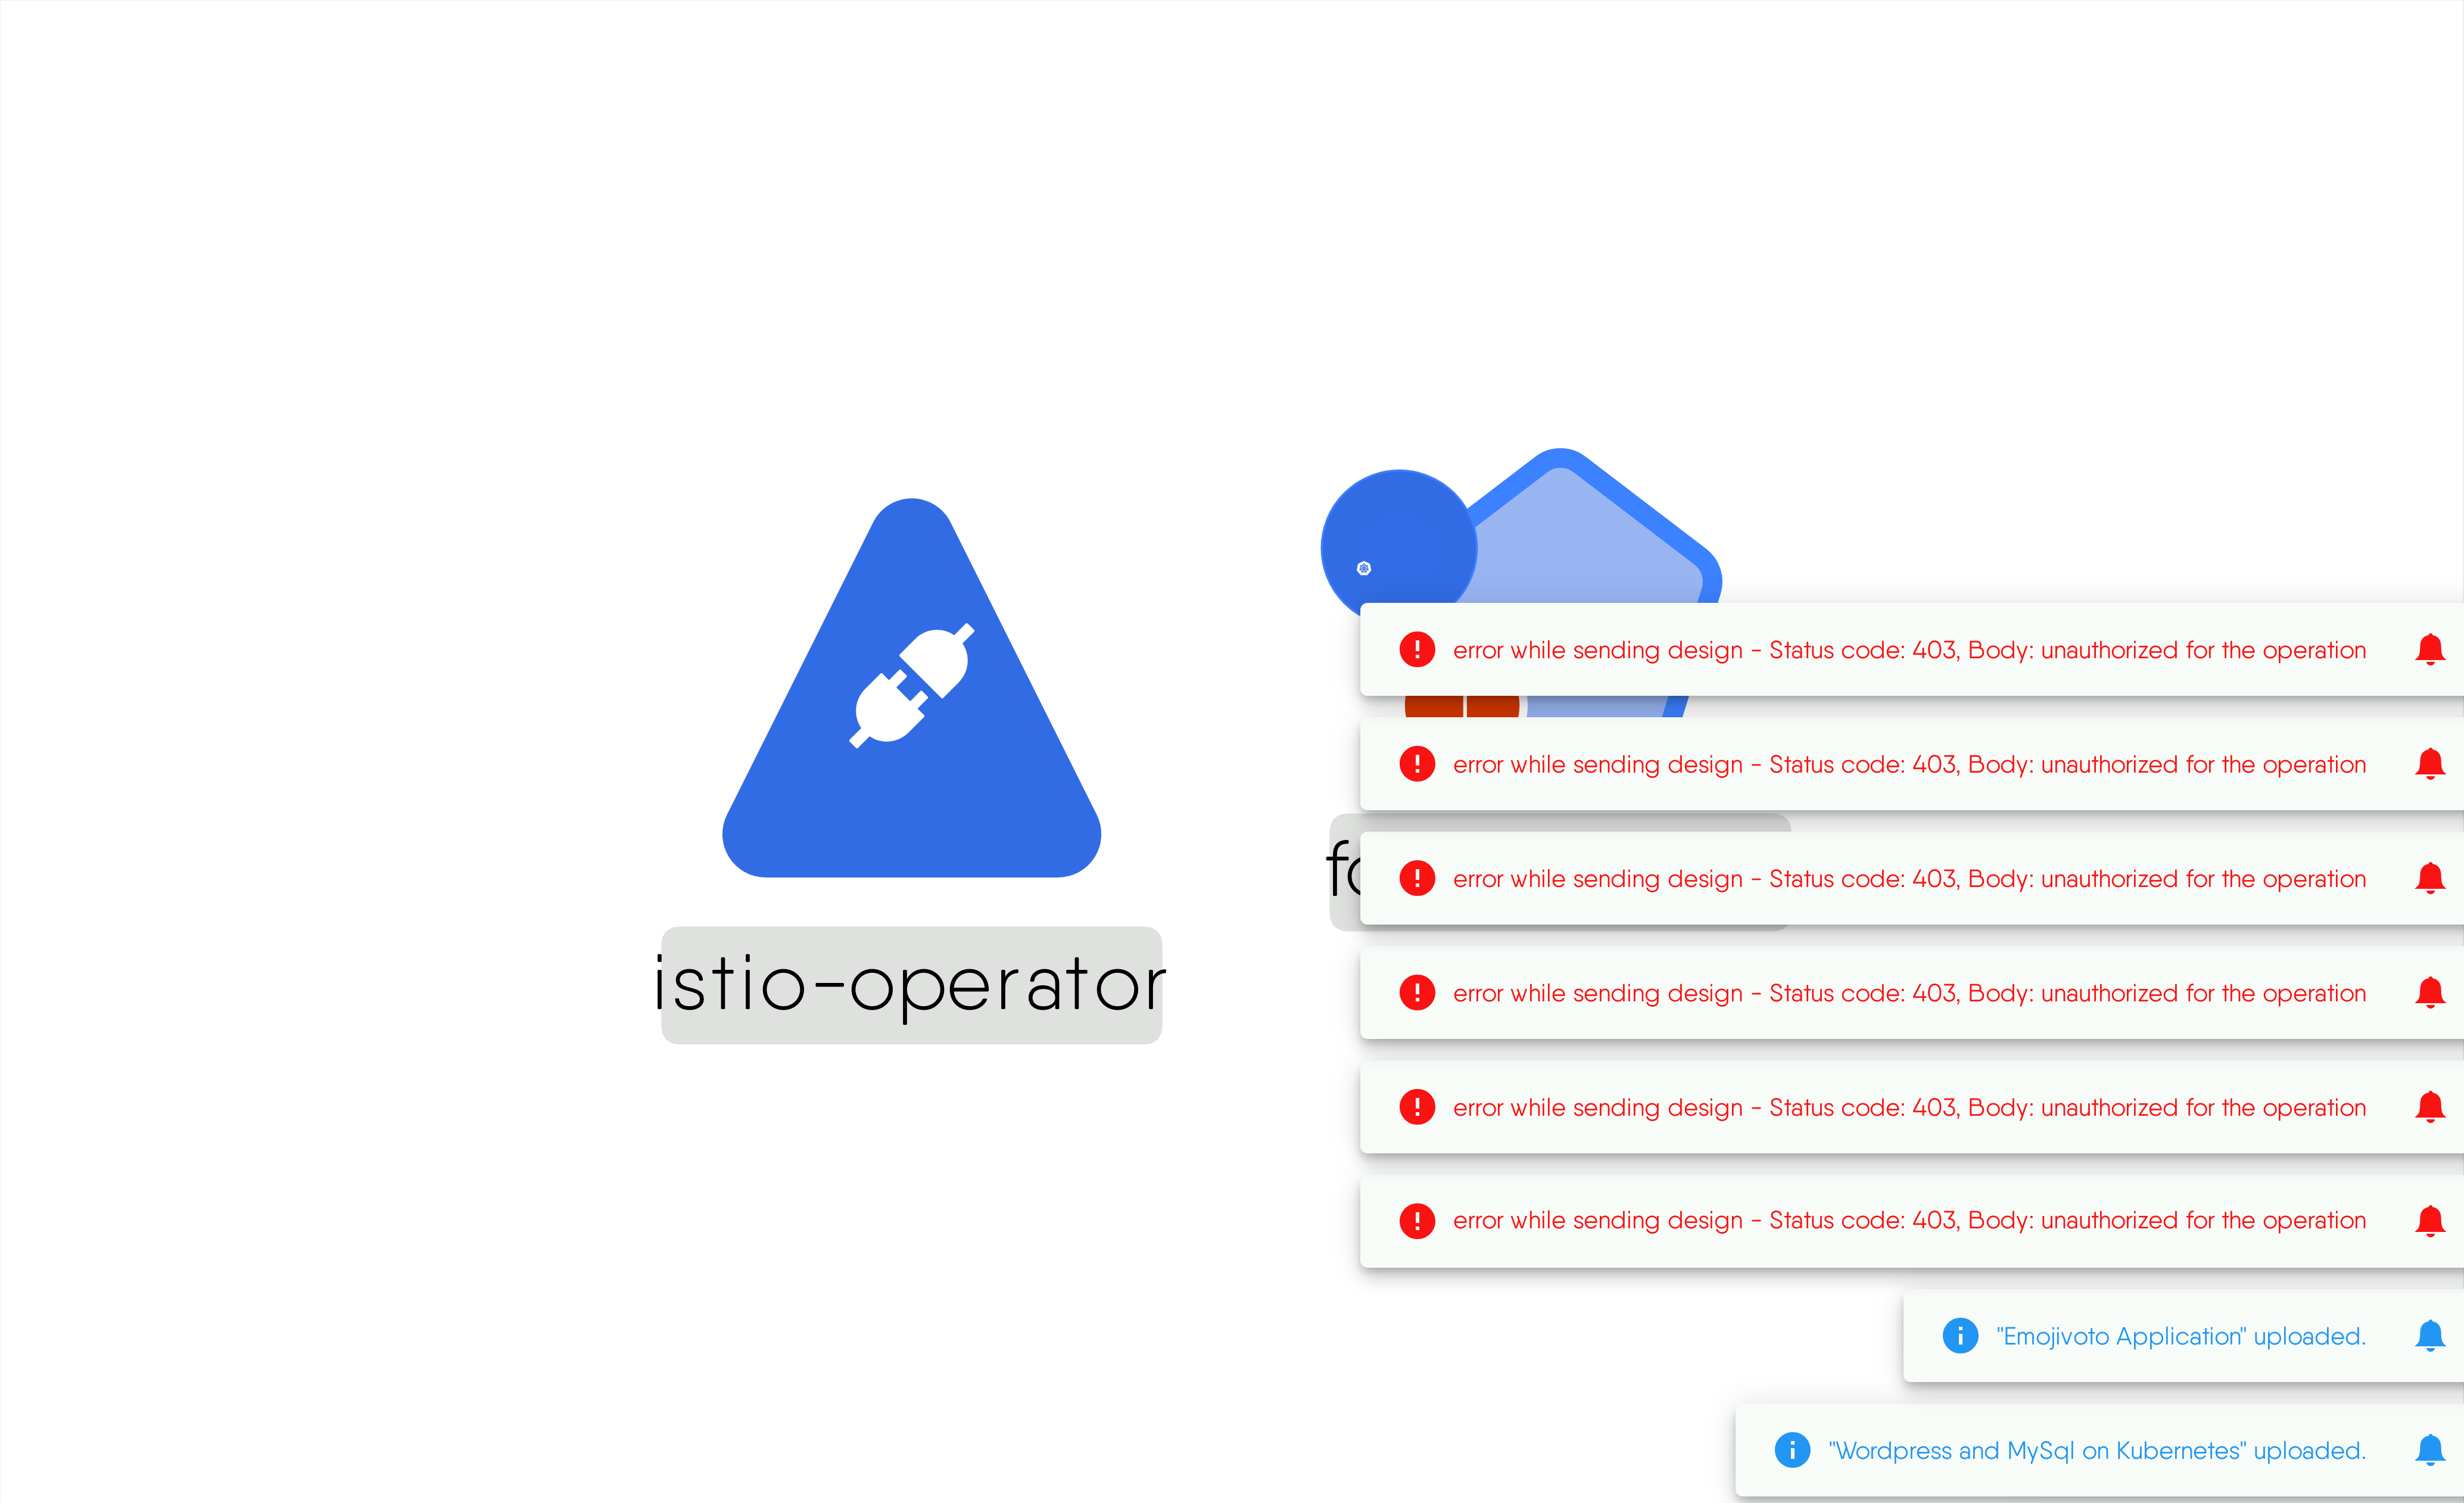 istio-operator
error while sending design - Status code: 403, Body: unauthorized for the operation
error while sending design - Status code: 403, Body: unauthorized for the operation
error while sending design - Status code: 403, Body: unauthorized for the operation
error while sending design - Status code: 403, Body: unauthorized for the operation
error while sending design - Status code: 403, Body: unauthorized for the operation
error while sending design - Status code: 403, Body: unauthorized for the operation
"Emojivoto Application" uploaded.
"Wordpress and MySql on Kubernetes" uploaded.